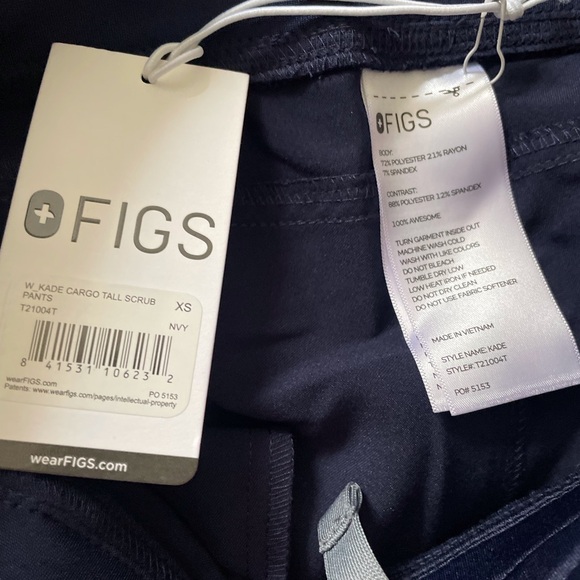 FIGS
W_KADE CARGO TALL SCRUB
PANTS
XS
T21004T
NVY
8 41531 10623 2
wearFIGS.com
PO 5153
Patents: www.wearfigs.com/pages/intellectual-property
wearFIGS.com
FIGS
BODY:
72% POLYESTER 21% RAYON
7% SPANDEX
CONTRAST:
88% POLYESTER 12% SPANDEX
100% AWESOME
TURN GARMENT INSIDE OUT
MACHINE WASH COLD
WASH WITH LIKE COLORS
DO NOT BLEACH
TUMBLE DRY LOW
LOW HEAT IRON IF NEEDED
DO NOT DRY CLEAN
DO NOT USE FABRIC SOFTENER
MADE IN VIETNAM
STYLE NAME: KADE
STYLE#: T21004T
PO# 5153